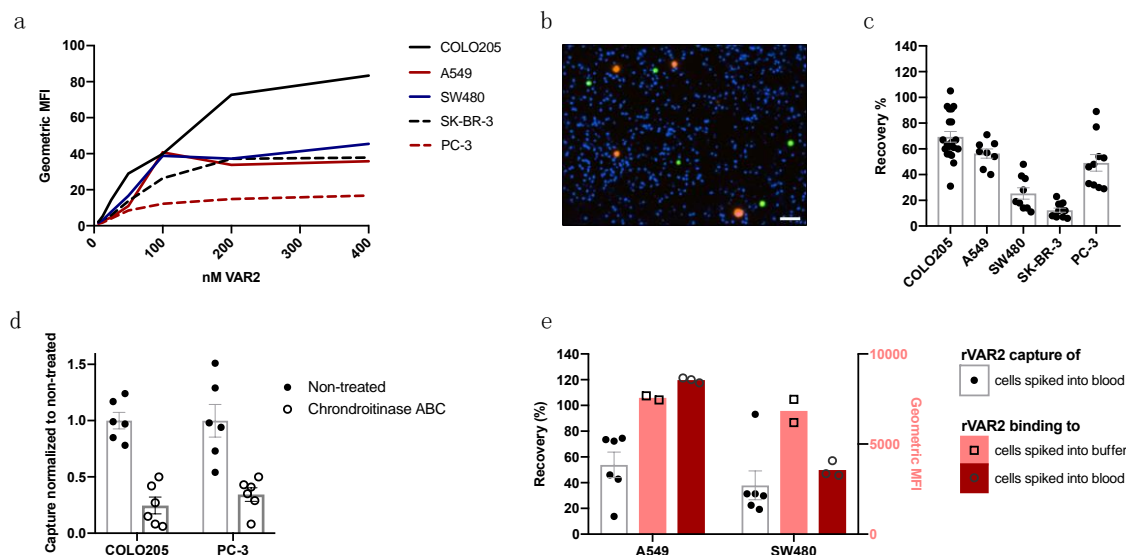 a
Geometric MFI
100
80
60
40
20
0
0
100
200
300
400
nM VAR2
COLO205
A549
SW480
SK-BR-3
PC-3
b
c
Recovery %
140
120
100
80
60
40
20
0
COLO205
A549
SW480
SK-BR-3
PC-3
d
Capture normalized to non-treated
1.5
1.0
0.5
0.0
COLO205
PC-3
Non-treated
Chrondroitinase ABC
e
Recovery (%)
140
120
100
80
60
40
20
0
A549
SW480
10000
5000
0
Geometric MFI
rVAR2 capture of
cells spiked into blood
rVAR2 binding to
cells spiked into buffer
cells spiked into blood